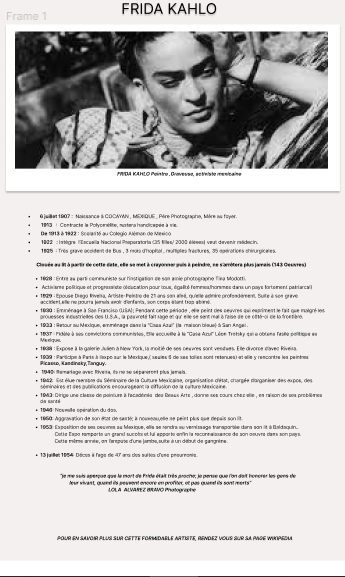 Frame 1
FRIDA KAHLO
FRIDA KAHLO Peintre, Graveuse, activiste mexicaine
6 juillet 1907 : Naissance à COCAYAN , MEXIQUE , Père Photographe, Mère au foyer.
1913 : Contracte la Polyomélite, restera handicapée à vie.
De 1913 à 1922 : Scolarité au Colegio Aléman de México
1922 : Intègre l'Escuela Nacional Preparatoria (35 filles/ 2000 élèves) veut devenir médecin.
1925 : Très grave accident de Bus , 3 mois d'hopital , multiples fractures, 35 opérations chirurgicales.
Clouée au lit à partir de cette date, elle se met à crayonner puis à peindre, ne s'arrêtera plus jamais (143 Oeuvres)
1928 : Entre au parti communiste sur l'instigation de son amie photographe Tina Modotti.
Activisme politique et progressiste (éducation pour tous, égalité femmes/hommes dans un pays fortement patriarcal)
1929 : Epouse Diego Riveira, Artiste-Peintre de 21 ans son aîné, qu'elle admire profondément. Suite à son grave
accident,elle ne pourra jamais avoir d'enfants, son corps étant trop abîmé.
1930 : Emménage à San Francisco (USA); Pendant cette période , elle peint des oeuvres qui expriment le fait que malgré les
prouesses industrielles des U.S.A., la pauvreté fait rage et qu'elle se sent mal à l'aise de ce côté-ci de la frontière.
1933 : Retour au Mexique, emménage dans la "Casa Azul" (la maison bleue) à San Angel .
1937 : Fidèle à ses convictions communistes, Elle accueille à la "Casa Azul" Léon Trotsky qui a obtenu l'asile politique au
Mexique.
1938 : Expose à la galerie Julien à New York, la moitié de ses oeuvres sont vendues. Elle divorce d'avec Riveira.
1939 : Participe à Paris à l'expo sur le Mexique,( seules 6 de ses toiles sont retenues) et elle y rencontre les peintres
Picasso, Kandinsky,Tanguy.
1940: Remariage avec Riveira, ils ne se sépareront plus jamais.
1942: Est élue membre du Séminaire de la Culture Mexicaine, organisation d'état, chargée d'organiser des expos, des
séminaires et des publications encourageant la diffusion de la culture Mexicaine.
1943: Dirige une classe de peinture à l'académie des Beaux Arts , donne ses cours chez elle , en raison de ses problèmes
de santé
1946: Nouvelle opération du dos.
1950: Aggravation de son état de santé; à nouveau,elle ne peint plus que depuis son lit.
1953: Exposition de ses oeuvres au Mexique, elle se rendra au vernissage transportée dans son lit à Baldaquin..
Cette Expo remporte un grand succès et lui apporte enfin la reconnaissance de son oeuvre dans son pays.
Cette même année, on l'ampute d'une jambe,suite à un début de gangrène.
13 juillet 1954: Décès à l'age de 47 ans des suites d'une pneumonie.
"je me suis aperçue que la mort de Frida était très proche; je pense que l'on doit honorer les gens de
leur vivant, quand ils peuvent encore en profiter, et pas quand ils sont morts"
LOLA ALVAREZ BRAVO Photographe
POUR EN SAVOIR PLUS SUR CETTE FORMIDABLE ARTISTE, RENDEZ VOUS SUR SA PAGE WIKIPEDIA